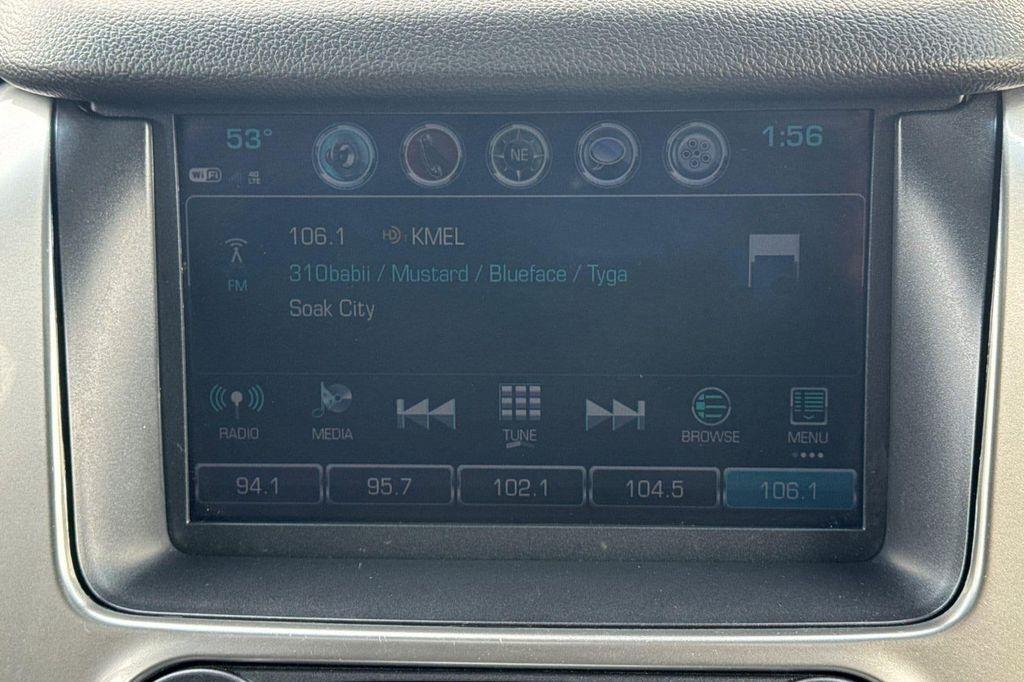 53° NE 1:56
WiFi 4G LTE
106.1 HD KMEL
FM
310babii / Mustard / Blueface / Tyga
Soak City
RADIO MEDIA TUNE BROWSE MENU
94.1 95.7 102.1 104.5 106.1